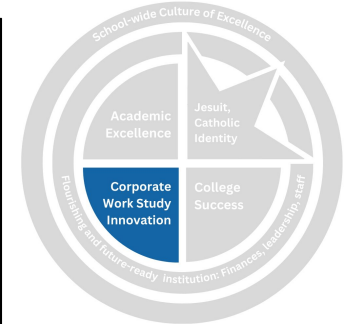 School-wide Culture of Excellence
Academic
Excellence
Jesuit,
Catholic
Identity
Corporate
Work Study
Innovation
College
Success
Flourishing and future-ready institution: Finances, leadership, staff